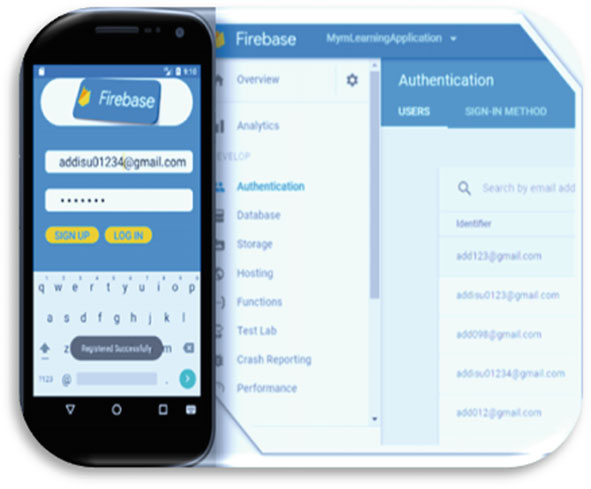 9:10
Firebase
addisu01234@gmail.com
•••••••
SIGN UP LOG IN
q w e r t y u i o p
a s d f g h j k l
z m
Registered Successfully
?123 @ .
Firebase MymLearningApplication
Overview
Analytics
DEVELOP
Authentication
Database
Storage
Hosting
Functions
Test Lab
Crash Reporting
Performance
Authentication
USERS SIGN-IN METHOD
Search by email add
Identifier
add123@gmail.com
addisu0123@gmail.com
add098@gmail.com
addisu01234@gmail.com
add012@gmail.com